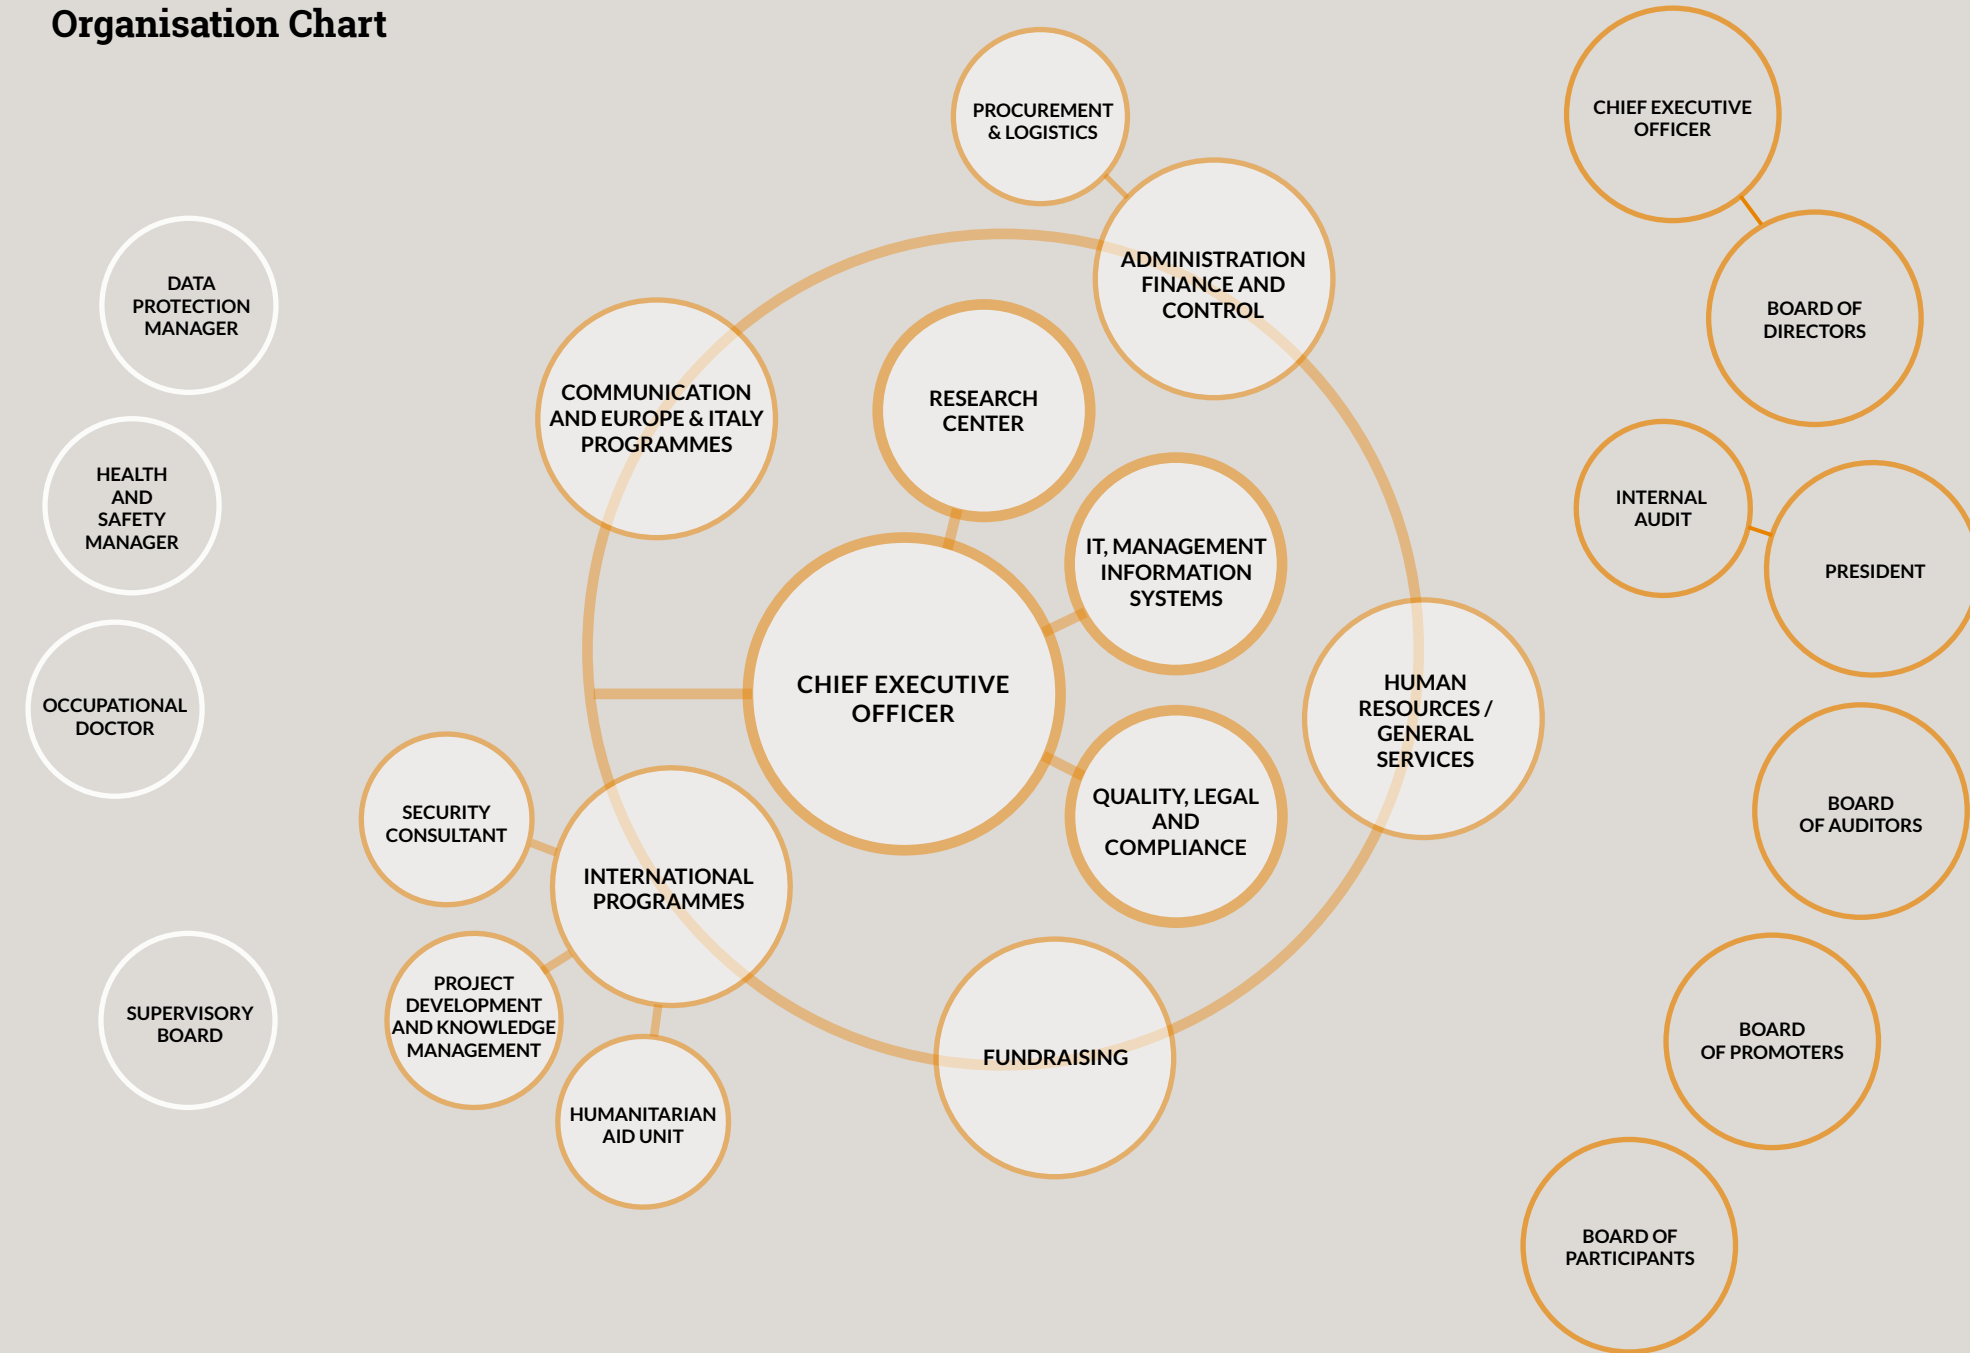 Organisation Chart
DATA
PROTECTION
MANAGER
HEALTH
AND
SAFETY
MANAGER
OCCUPATIONAL
DOCTOR
SUPERVISORY
BOARD
PROCUREMENT
& LOGISTICS
ADMINISTRATION
FINANCE AND
CONTROL
COMMUNICATION
AND EUROPE & ITALY
PROGRAMMES
RESEARCH
CENTER
IT, MANAGEMENT
INFORMATION
SYSTEMS
CHIEF EXECUTIVE
OFFICER
HUMAN
RESOURCES /
GENERAL
SERVICES
QUALITY, LEGAL
AND
COMPLIANCE
SECURITY
CONSULTANT
INTERNATIONAL
PROGRAMMES
PROJECT
DEVELOPMENT
AND KNOWLEDGE
MANAGEMENT
HUMANITARIAN
AID UNIT
FUNDRAISING
CHIEF EXECUTIVE
OFFICER
BOARD OF
DIRECTORS
INTERNAL
AUDIT
PRESIDENT
BOARD
OF AUDITORS
BOARD
OF PROMOTERS
BOARD OF
PARTICIPANTS